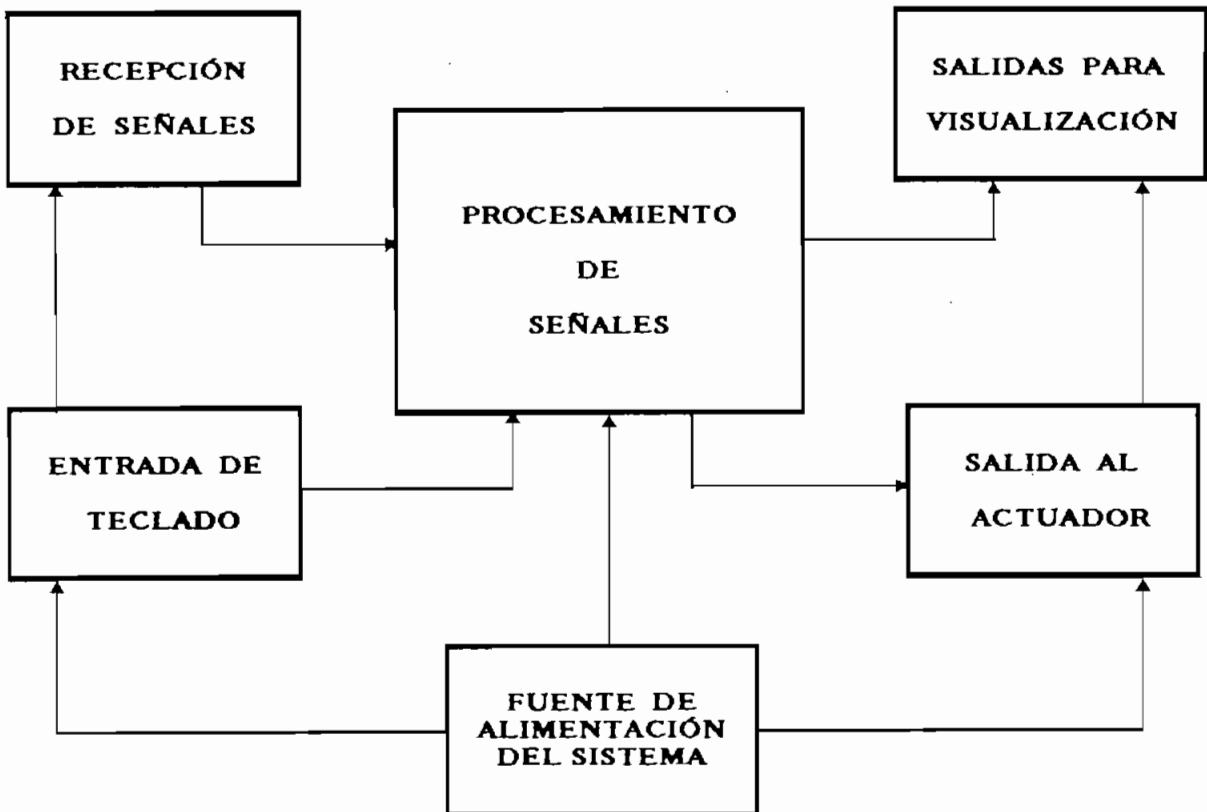 RECEPCIÓN
DE SEÑALES
SALIDAS PARA
VISUALIZACIÓN
PROCESAMIENTO
DE
SEÑALES
ENTRADA DE
TECLADO
SALIDA AL
ACTUADOR
FUENTE DE
ALIMENTACIÓN
DEL SISTEMA